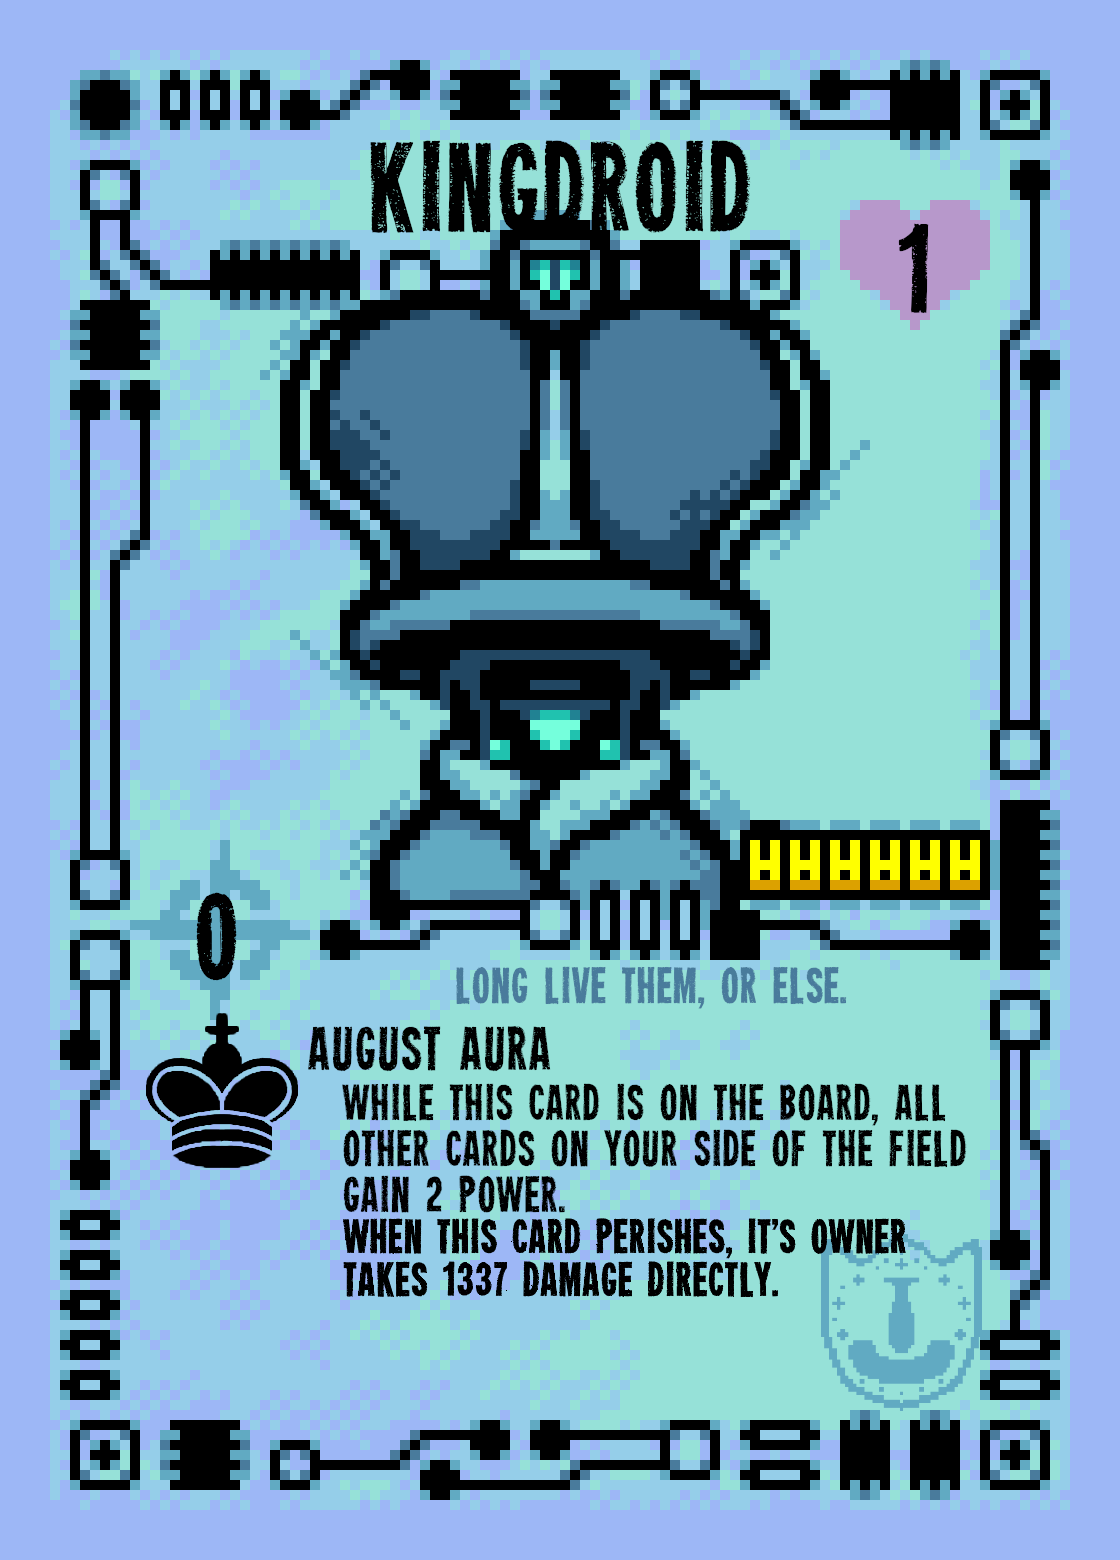 KINGDROID
1
0
LONG LIVE THEM, OR ELSE.
AUGUST AURA
WHILE THIS CARD IS ON THE BOARD, ALL
OTHER CARDS ON YOUR SIDE OF THE FIELD
GAIN 2 POWER.
WHEN THIS CARD PERISHES, IT'S OWNER
TAKES 1337 DAMAGE DIRECTLY.